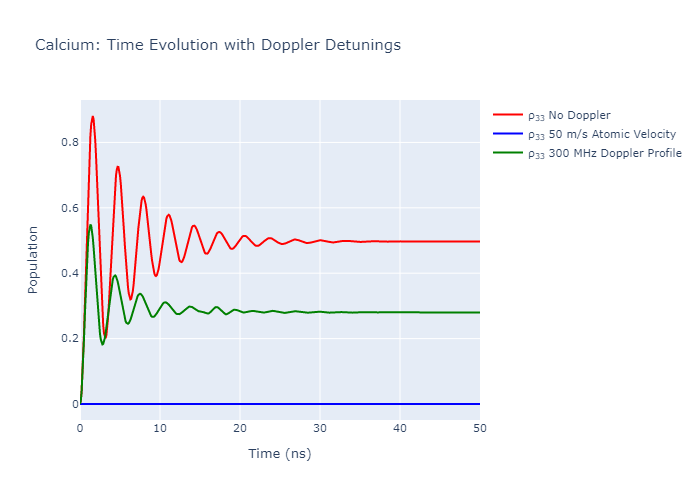 Calcium: Time Evolution with Doppler Detunings
ρ₃₃ No Doppler
ρ₃₃ 50 m/s Atomic Velocity
ρ₃₃ 300 MHz Doppler Profile
Population
0.8
0.6
0.4
0.2
0
0 10 20 30 40 50
Time (ns)